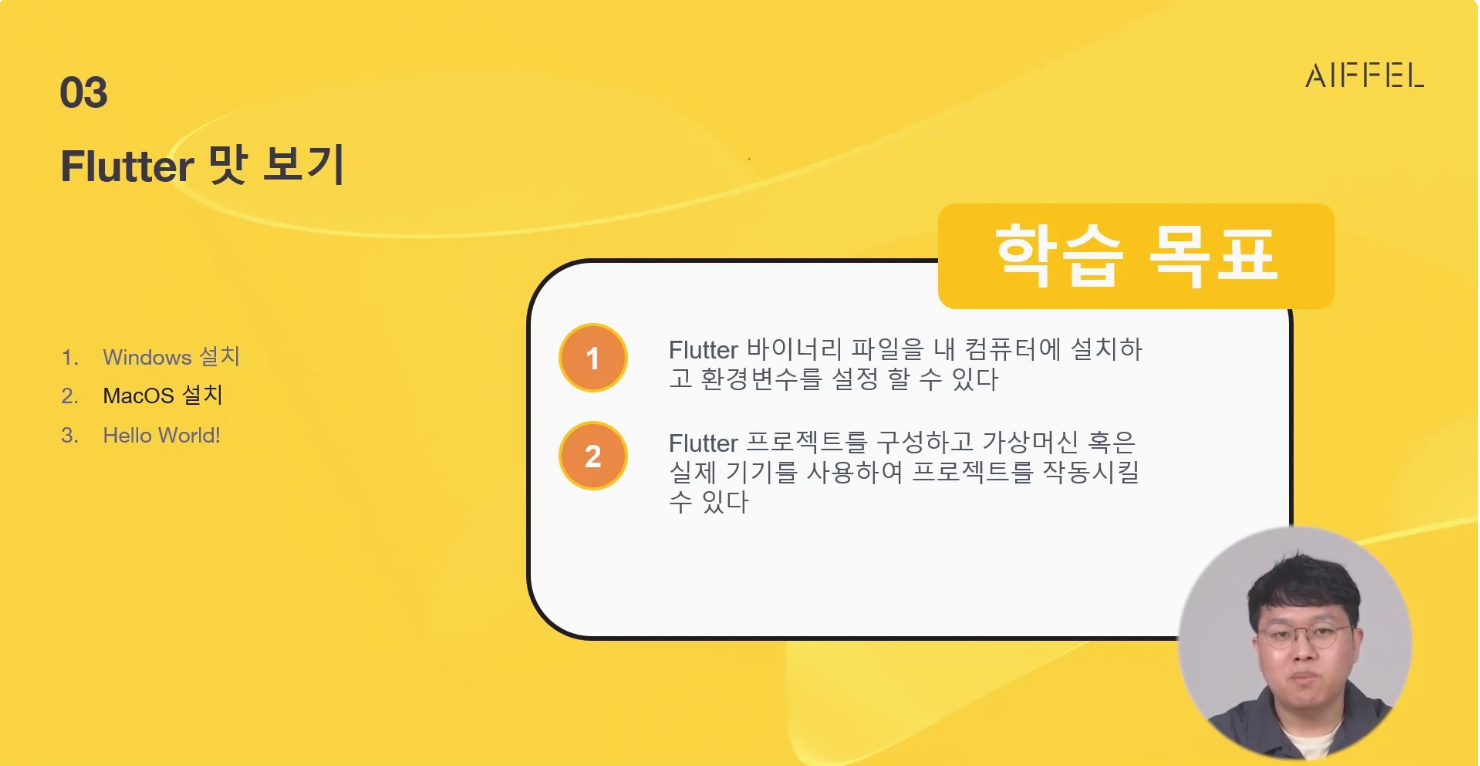 03
AIFFEL
Flutter 맛 보기
학습 목표
1. Windows 설치
2. MacOS 설치
3. Hello World!
1
Flutter 바이너리 파일을 내 컴퓨터에 설치하
고 환경변수를 설정 할 수 있다
2
Flutter 프로젝트를 구성하고 가상머신 혹은
실제 기기를 사용하여 프로젝트를 작동시킬
수 있다